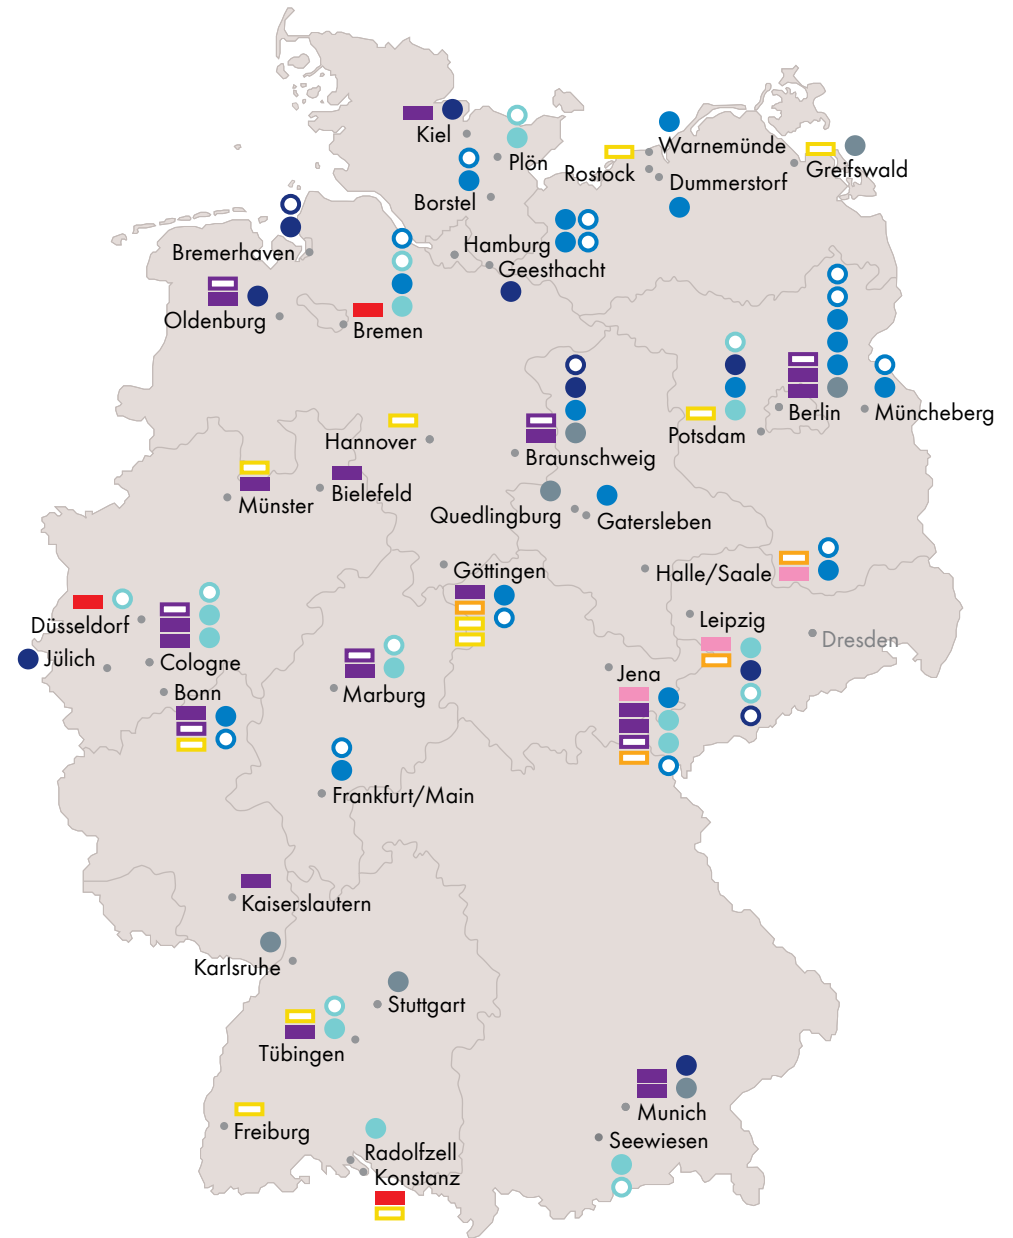 Kiel
Plön
Warnemünde
Rostock
Greifswald
Dummerstorf
Borstel
Bremerhaven
Hamburg
Geesthacht
Oldenburg
Bremen
Berlin
Müncheberg
Hannover
Potsdam
Braunschweig
Münster
Bielefeld
Quedlingburg
Gatersleben
Göttingen
Halle/Saale
Düsseldorf
Leipzig
Dresden
Jülich
Cologne
Jena
Bonn
Marburg
Frankfurt/Main
Kaiserslautern
Karlsruhe
Stuttgart
Tübingen
Munich
Freiburg
Seewiesen
Radolfzell
Konstanz